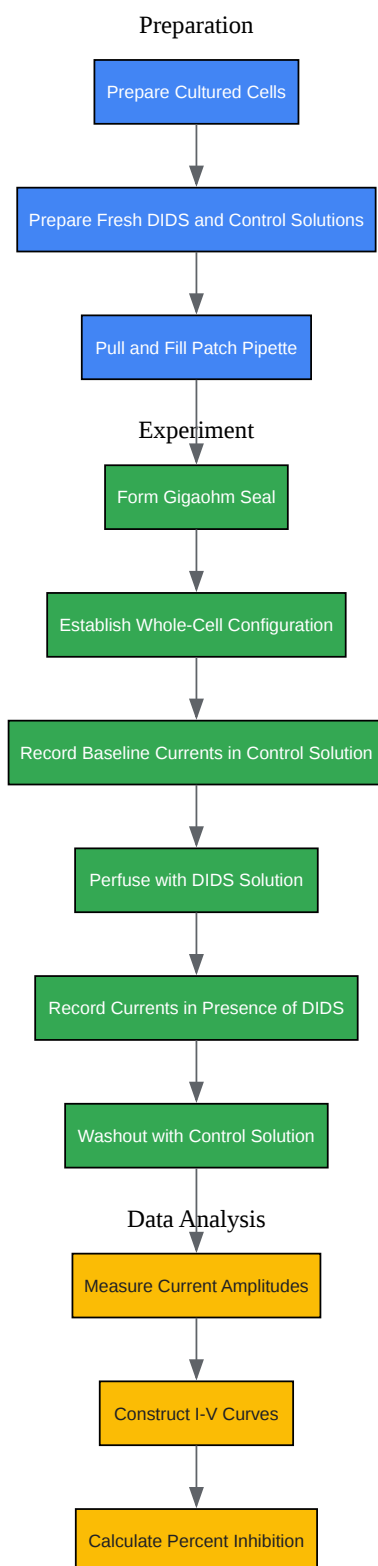 Preparation
Prepare Cultured Cells
Prepare Fresh DIDS and Control Solutions
Pull and Fill Patch Pipette
Experiment
Form Gigaohm Seal
Establish Whole-Cell Configuration
Record Baseline Currents in Control Solution
Perfuse with DIDS Solution
Record Currents in Presence of DIDS
Washout with Control Solution
Data Analysis
Measure Current Amplitudes
Construct I-V Curves
Calculate Percent Inhibition